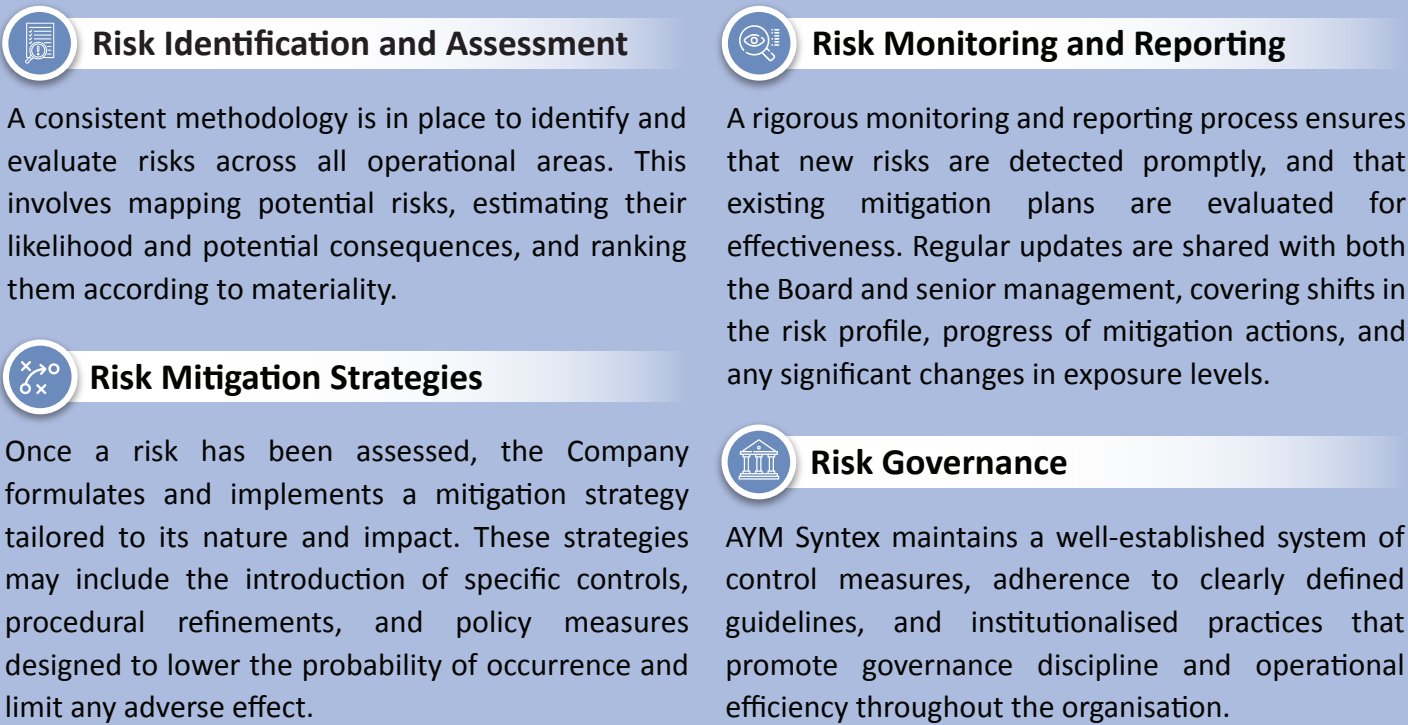 Risk Identification and Assessment
A consistent methodology is in place to identify and
evaluate risks across all operational areas. This
involves mapping potential risks, estimating their
likelihood and potential consequences, and ranking
them according to materiality.
Risk Mitigation Strategies
Once a risk has been assessed, the Company
formulates and implements a mitigation strategy
tailored to its nature and impact. These strategies
may include the introduction of specific controls,
procedural refinements, and policy measures
designed to lower the probability of occurrence and
limit any adverse effect.
Risk Monitoring and Reporting
A rigorous monitoring and reporting process ensures
that new risks are detected promptly, and that
existing mitigation plans are evaluated for
effectiveness. Regular updates are shared with both
the Board and senior management, covering shifts in
the risk profile, progress of mitigation actions, and
any significant changes in exposure levels.
Risk Governance
AYM Syntex maintains a well-established system of
control measures, adherence to clearly defined
guidelines, and institutionalised practices that
promote governance discipline and operational
efficiency throughout the organisation.